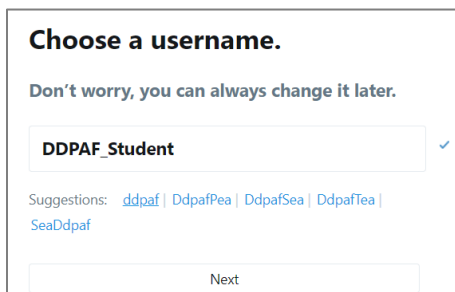 Choose a username.
Don’t worry, you can always change it later.
DDPAF_Student
Suggestions: ddpaf | DdpafPea | DdpafSea | DdpafTea |
SeaDdpaf
Next